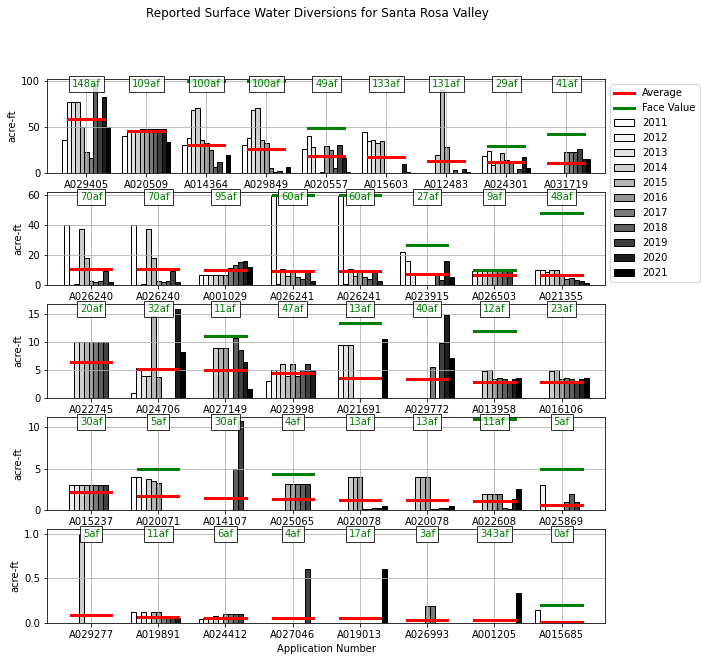 Reported Surface Water Diversions for Santa Rosa Valley
148af 109af 100af 100af 49af 133af 131af 29af 41af
100
50
0
acre-ft
A029405 A020509 A014364 A029849 A020557 A015603 A012483 A024301 A031719
Average
Face Value
2011
2012
2013
2014
2015
2016
2017
2018
2019
2020
2021
70af 70af 95af 60af 60af 27af 9af 48af
60
40
20
0
acre-ft
A026240 A026240 A001029 A026241 A026241 A023915 A026503 A021355
20af 32af 11af 47af 13af 40af 12af 23af
15
10
5
0
acre-ft
A022745 A024706 A027149 A023998 A021691 A029772 A013958 A016106
30af 5af 30af 4af 13af 13af 11af 5af
10
5
0
acre-ft
A015237 A020071 A014107 A025065 A020078 A020078 A022608 A025869
5af 11af 6af 4af 17af 3af 343af 0af
1.0
0.5
0.0
acre-ft
A029277 A019891 A024412 A027046 A019013 A026993 A001205 A015685
Application Number